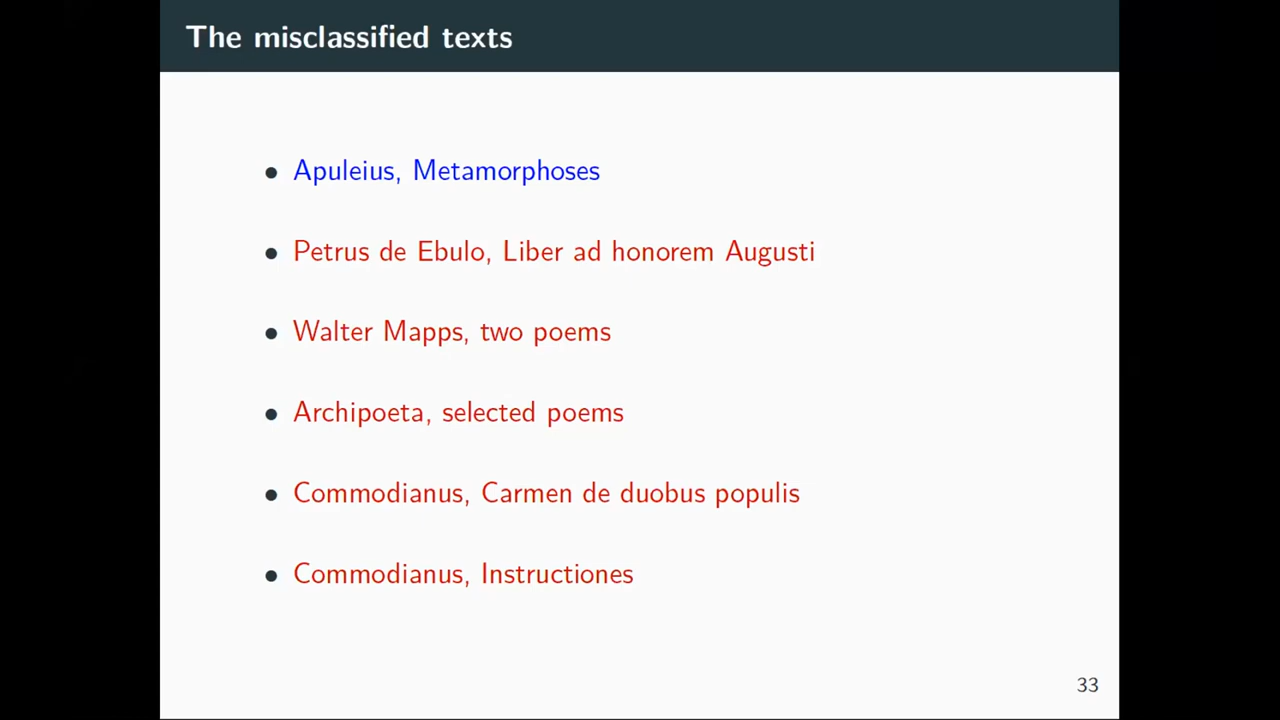 The misclassified texts
• Apuleius, Metamorphoses
• Petrus de Ebulo, Liber ad honorem Augusti
• Walter Mapps, two poems
• Archipoeta, selected poems
• Commodianus, Carmen de duobus populis
• Commodianus, Instructiones
33